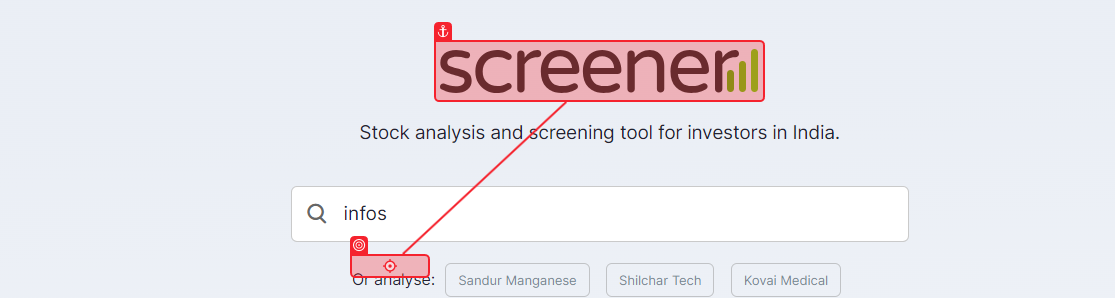 screener
Stock analysis and screening tool for investors in India.
infos
Or analyse: Sandur Manganese Shilchar Tech Kovai Medical